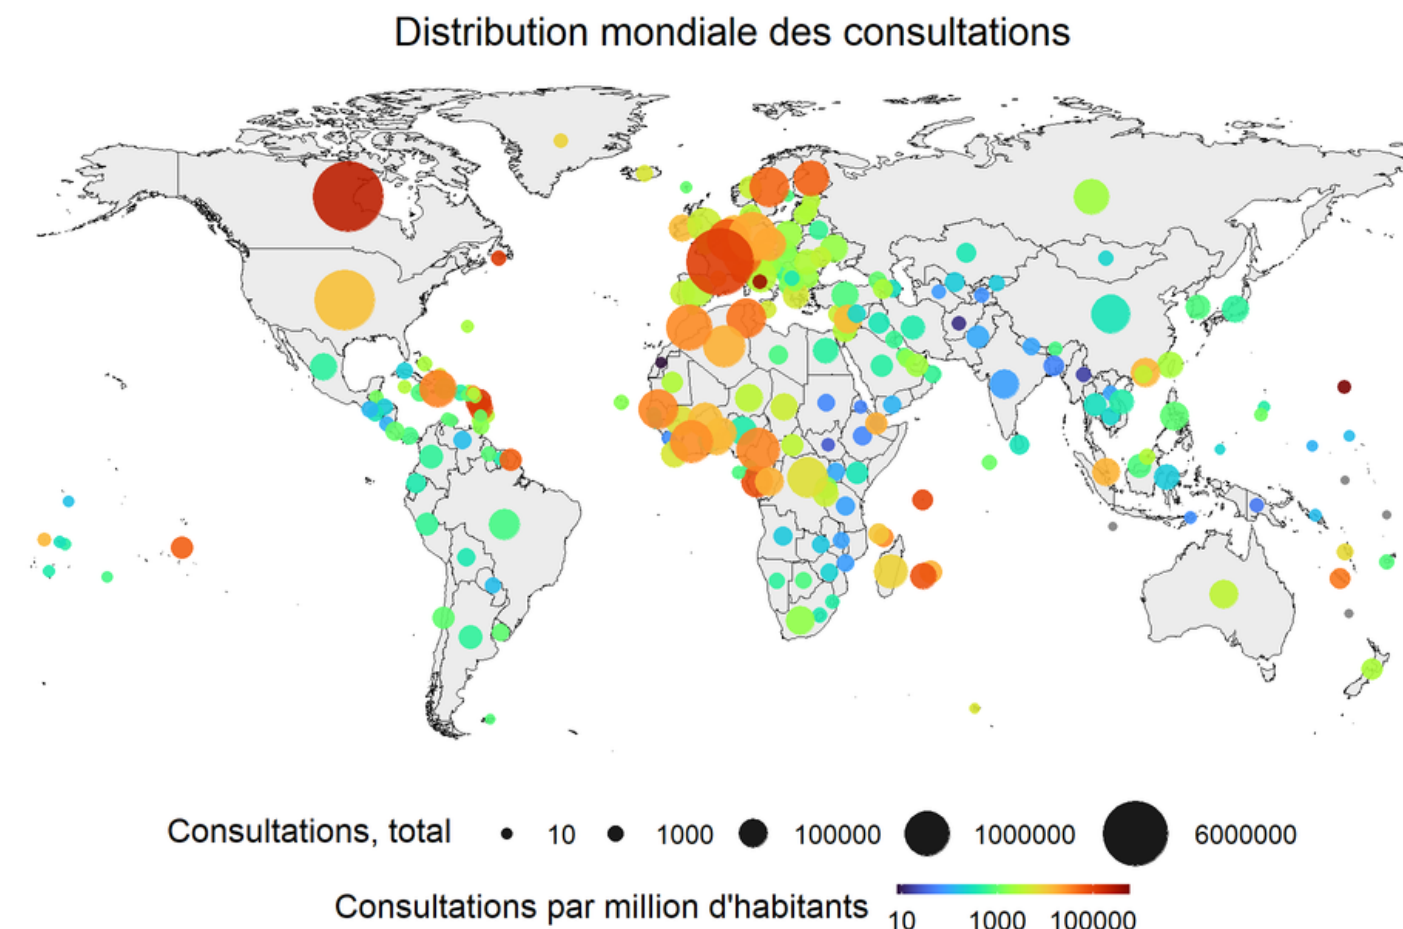 Distribution mondiale des consultations
Consultations, total 10 1000 100000 1000000 6000000
Consultations par million d'habitants
10 1000 100000